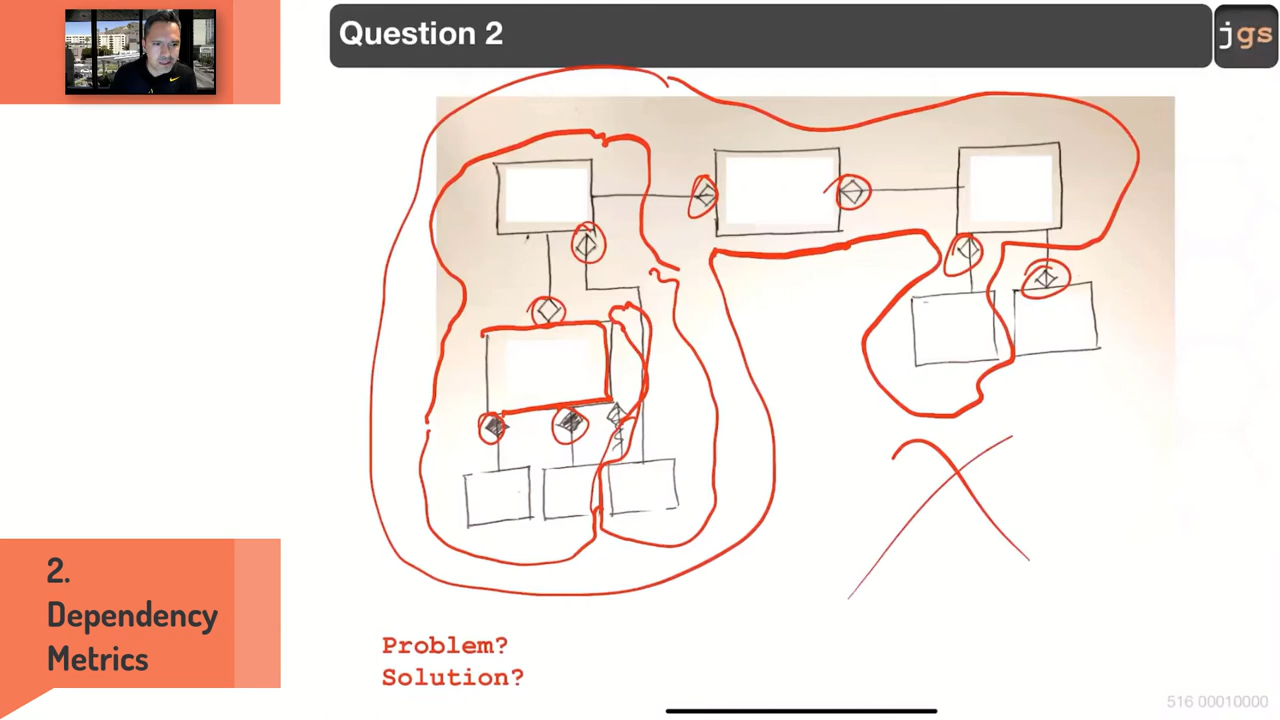 Question 2
jgs
2.
Dependency
Metrics
Problem?
Solution?
516 00010000